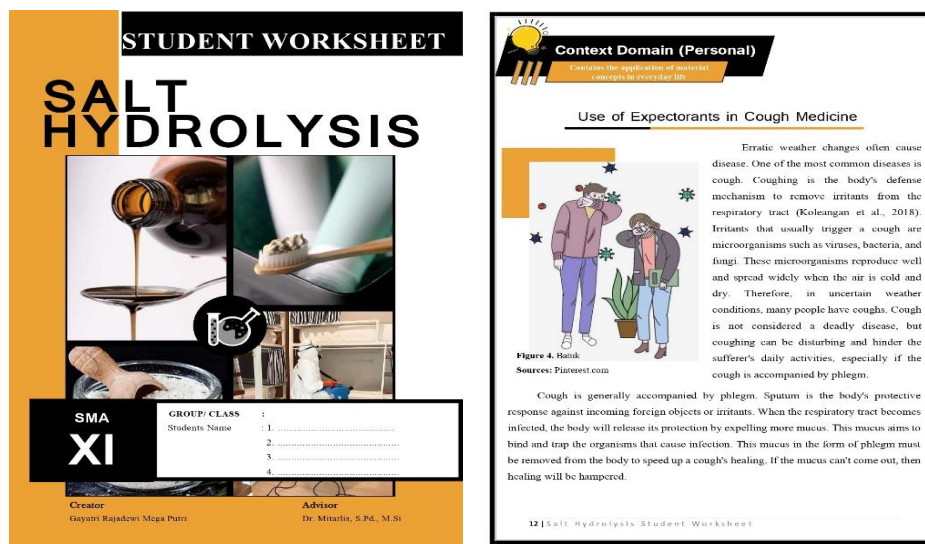 STUDENT WORKSHEET
SALT
HYDROLYSIS
SMA
XI
GROUP/ CLASS :
Students Name : 1. ..........................................
2. ..........................................
3. ..........................................
4. ..........................................
Creator
Gayatri Rajadewi Mega Putri
Advisor
Dr. Mitarlis, S.Pd., M.Si
Context Domain (Personal)
Contains the application of material
concepts in everyday life
Use of Expectorants in Cough Medicine
Erratic weather changes often cause
disease. One of the most common diseases is
cough. Coughing is the body's defense
mechanism to remove irritants from the
respiratory tract (Koleangan et al., 2018).
Irritants that usually trigger a cough are
microorganisms such as viruses, bacteria, and
fungi. These microorganisms reproduce well
and spread widely when the air is cold and
dry. Therefore, in uncertain weather
conditions, many people have coughs. Cough
is not considered a deadly disease, but
coughing can be disturbing and hinder the
sufferer's daily activities, especially if the
cough is accompanied by phlegm.
Figure 4. Batuk
Sources: Pinterest.com
Cough is generally accompanied by phlegm. Sputum is the body's protective
response against incoming foreign objects or irritants. When the respiratory tract becomes
infected, the body will release its protection by expelling more mucus. This mucus aims to
bind and trap the organisms that cause infection. This mucus in the form of phlegm must
be removed from the body to speed up a cough's healing. If the mucus can't come out, then
healing will be hampered.
12 | Salt Hydrolysis Student Worksheet